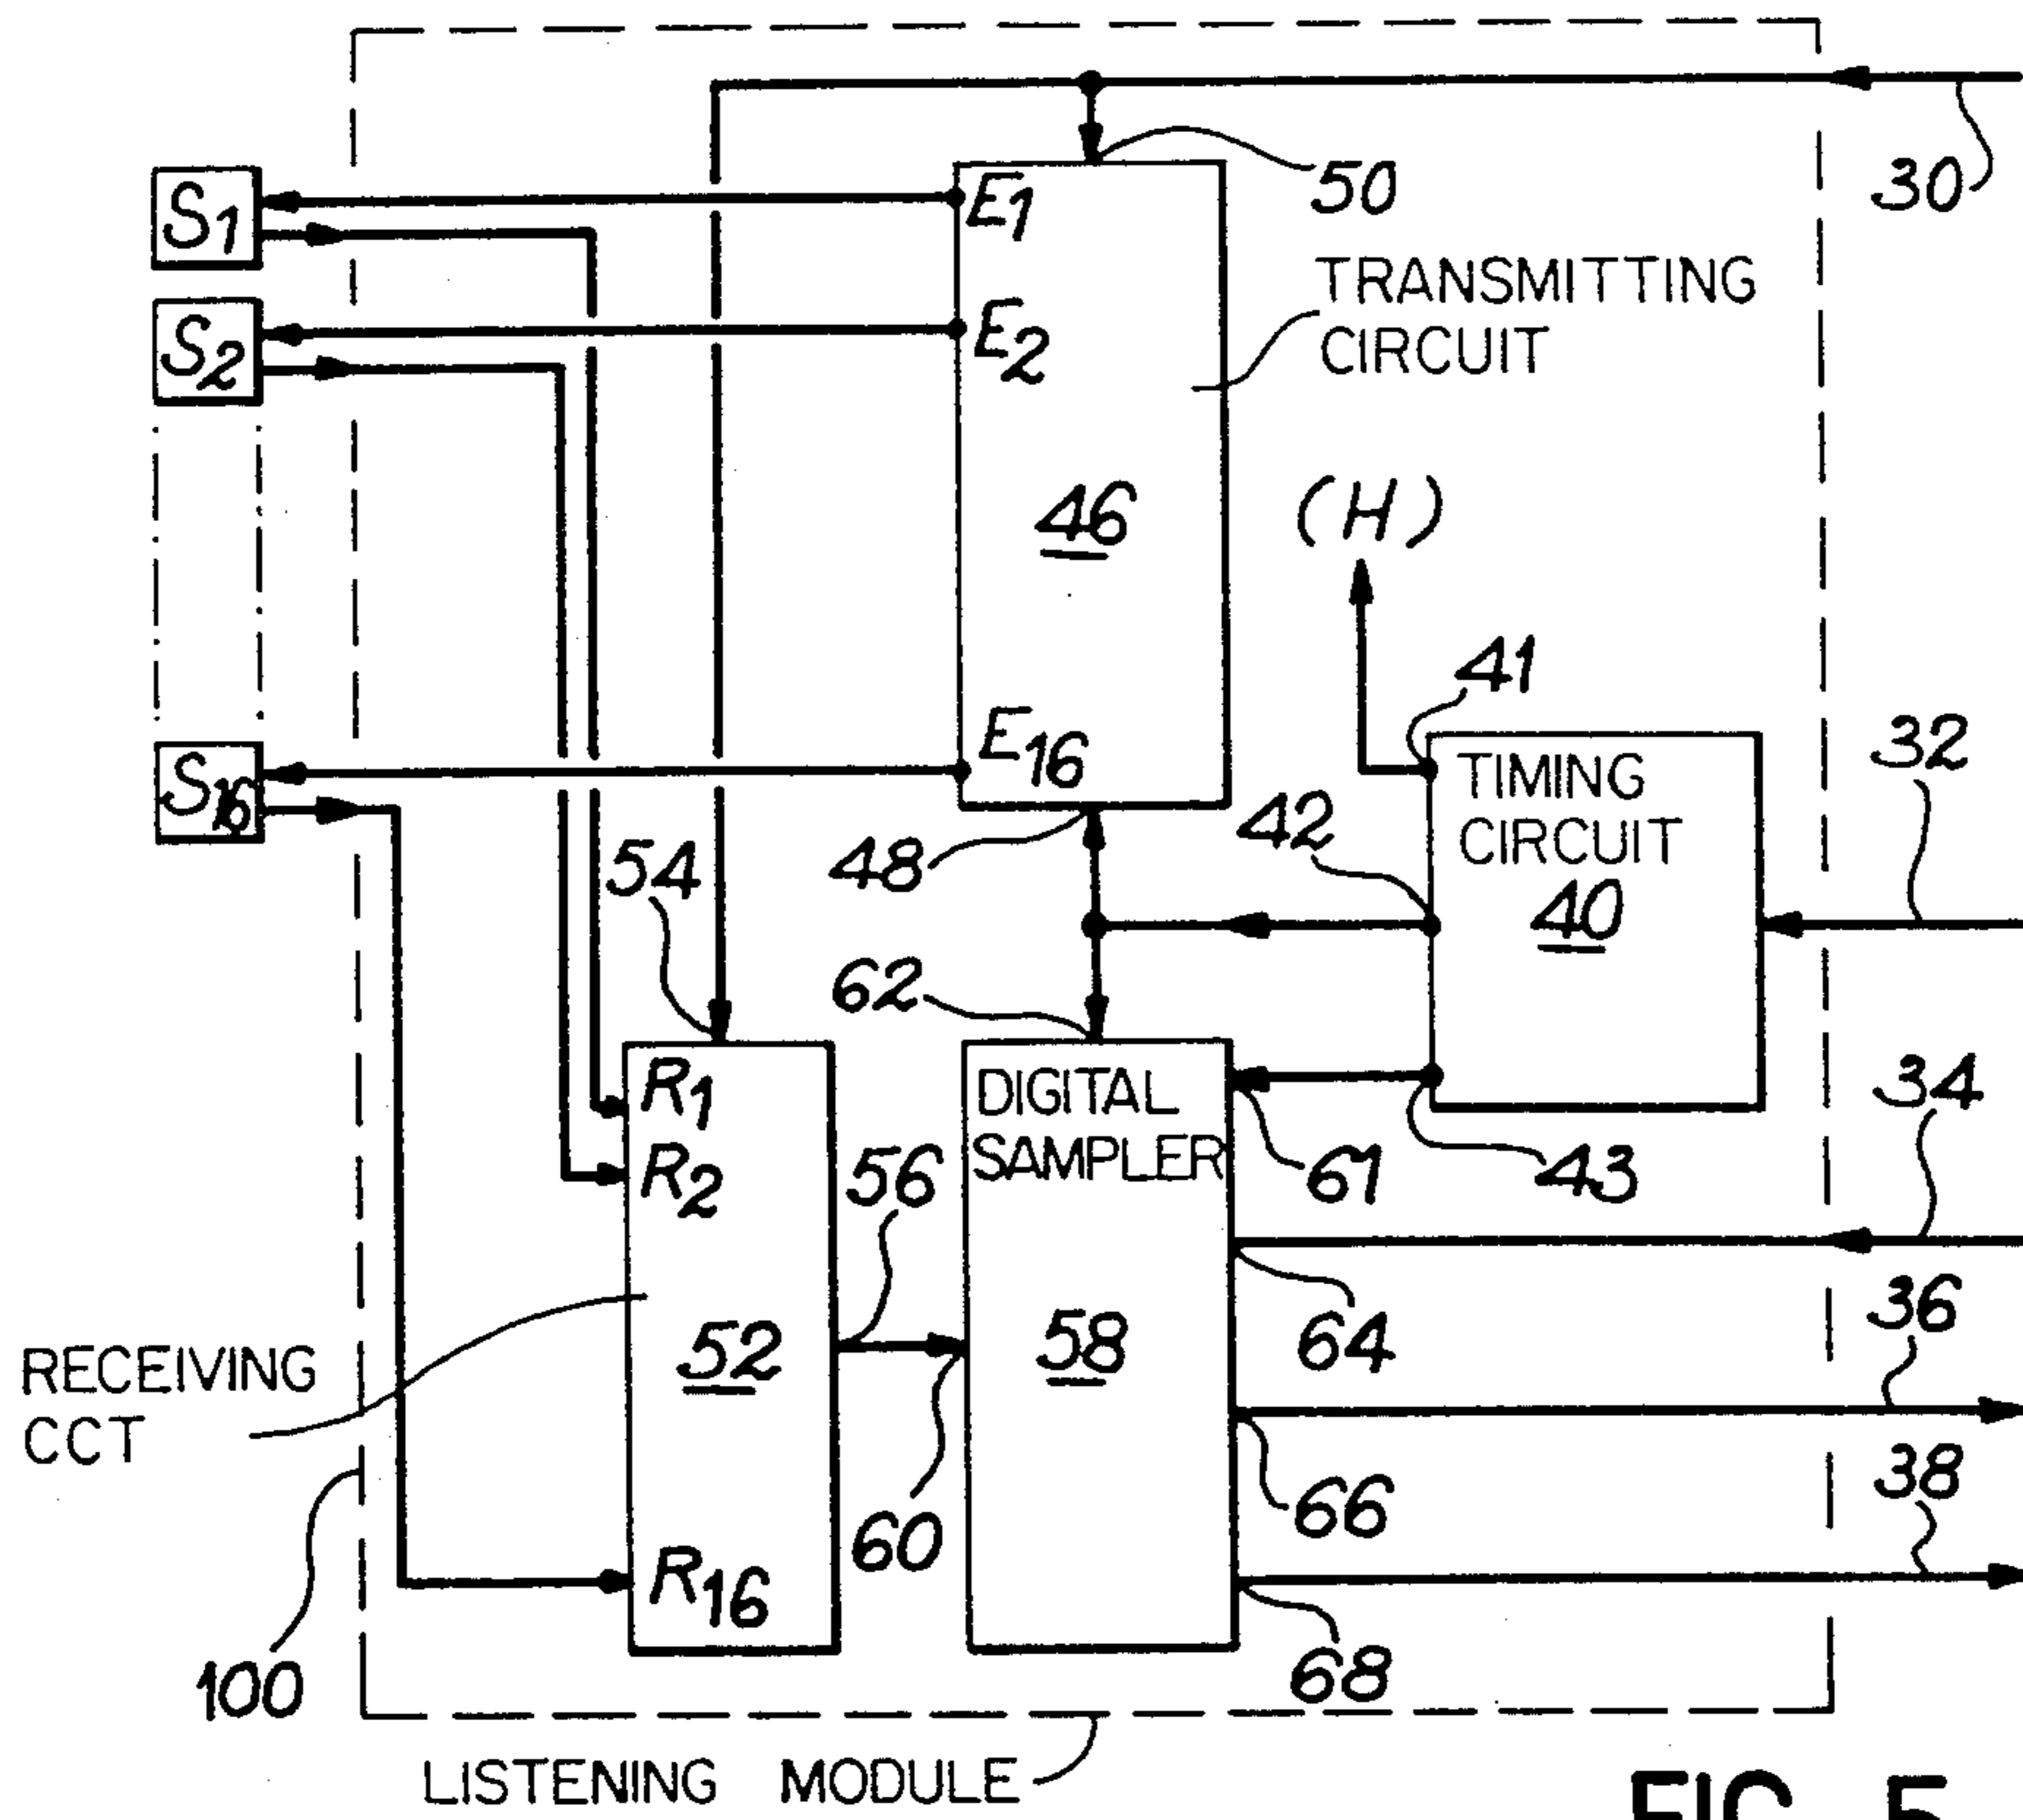 30
50
S1
E1
TRANSMITTING
CIRCUIT
S2
E2
46
(H)
41
S16
E16
TIMING
CIRCUIT
40
32
42
48
54
62
R1
R2
DIGITAL
SAMPLER
34
56
61
43
52
58
64
36
RECEIVING
CCT
66
38
60
R16
100
68
LISTENING MODULE
FIG. 5